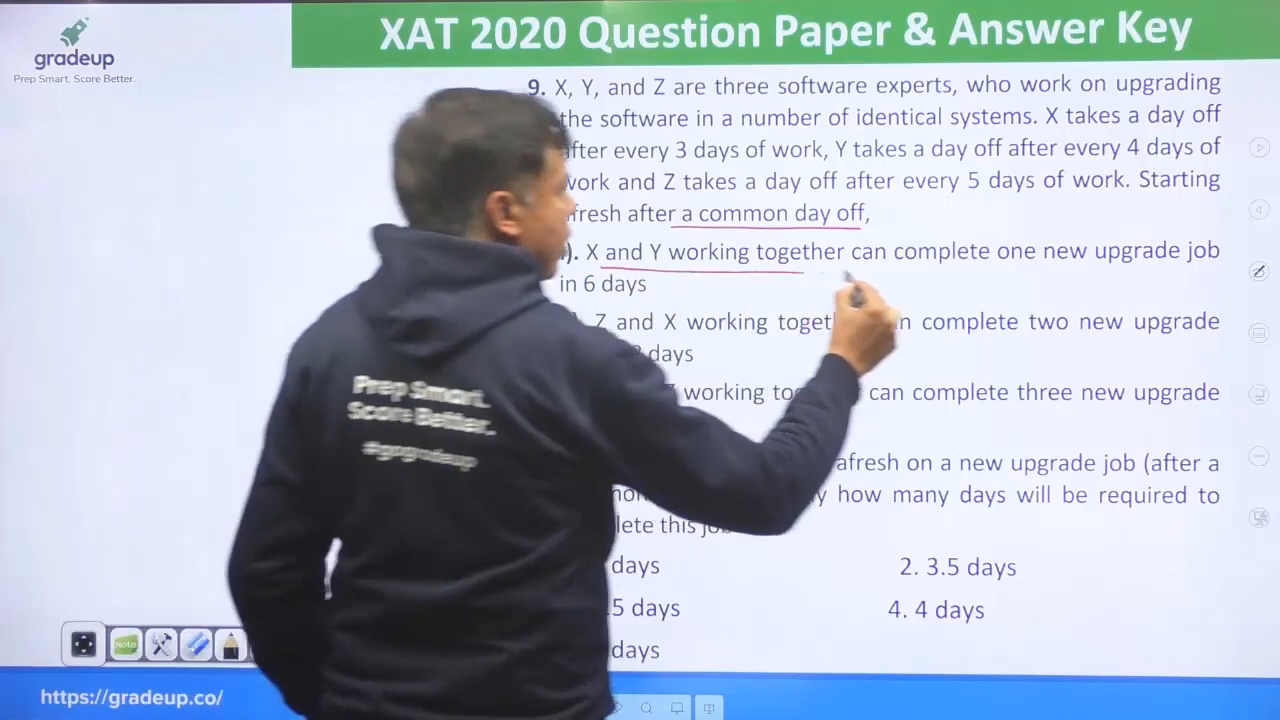 XAT 2020 Question Paper & Answer Key
gradeup
Prep Smart. Score Better.
9. X, Y, and Z are three software experts, who work on upgrading
the software in a number of identical systems. X takes a day off
after every 3 days of work, Y takes a day off after every 4 days of
work and Z takes a day off after every 5 days of work. Starting
afresh after a common day off,
). X and Y working together can complete one new upgrade job
in 6 days
Z and X working together complete two new upgrade
days
working can complete three new upgrade
afresh on a new upgrade job (after a
how many days will be required to
this
days
2. 3.5 days
5 days
4. 4 days
days
Prep Smart.
Score Better.
#gogradeup
Note
https://gradeup.co/